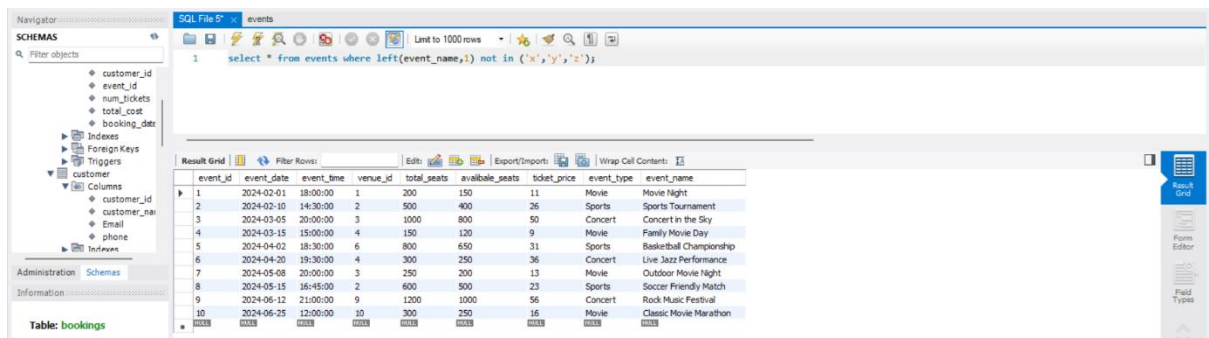 Navigator
SCHEMAS
Filter objects
customer_id
event_id
num_tickets
total_cost
booking_date
Indexes
Foreign Keys
Triggers
customer
Columns
customer_id
customer_nar
Email
phone
Indexes
Administration Schemas
Information
Table: bookings
SQL File 5* events
Limit to 1000 rows
1 select * from events where left(event_name,1) not in ('x','y','z');
Result Grid Filter Rows: Edit: Export/Import: Wrap Cell Content:
event_id event_date event_time venue_id total_seats avalibale_seats ticket_price event_type event_name
1 2024-02-01 18:00:00 1 200 150 11 Movie Movie Night
2 2024-02-10 14:30:00 2 500 400 26 Sports Sports Tournament
3 2024-03-05 20:00:00 3 1000 800 50 Concert Concert in the Sky
4 2024-03-15 15:00:00 4 150 120 9 Movie Family Movie Day
5 2024-04-02 18:30:00 6 800 650 31 Sports Basketball Championship
6 2024-04-20 19:30:00 4 300 250 36 Concert Live Jazz Performance
7 2024-05-08 20:00:00 3 250 200 13 Movie Outdoor Movie Night
8 2024-05-15 16:45:00 2 600 500 23 Sports Soccer Friendly Match
9 2024-06-12 21:00:00 9 1200 1000 56 Concert Rock Music Festival
10 2024-06-25 12:00:00 10 300 250 16 Movie Classic Movie Marathon
NULL NULL NULL NULL NULL NULL NULL NULL NULL
Result
Grid
Form
Editor
Field
Types